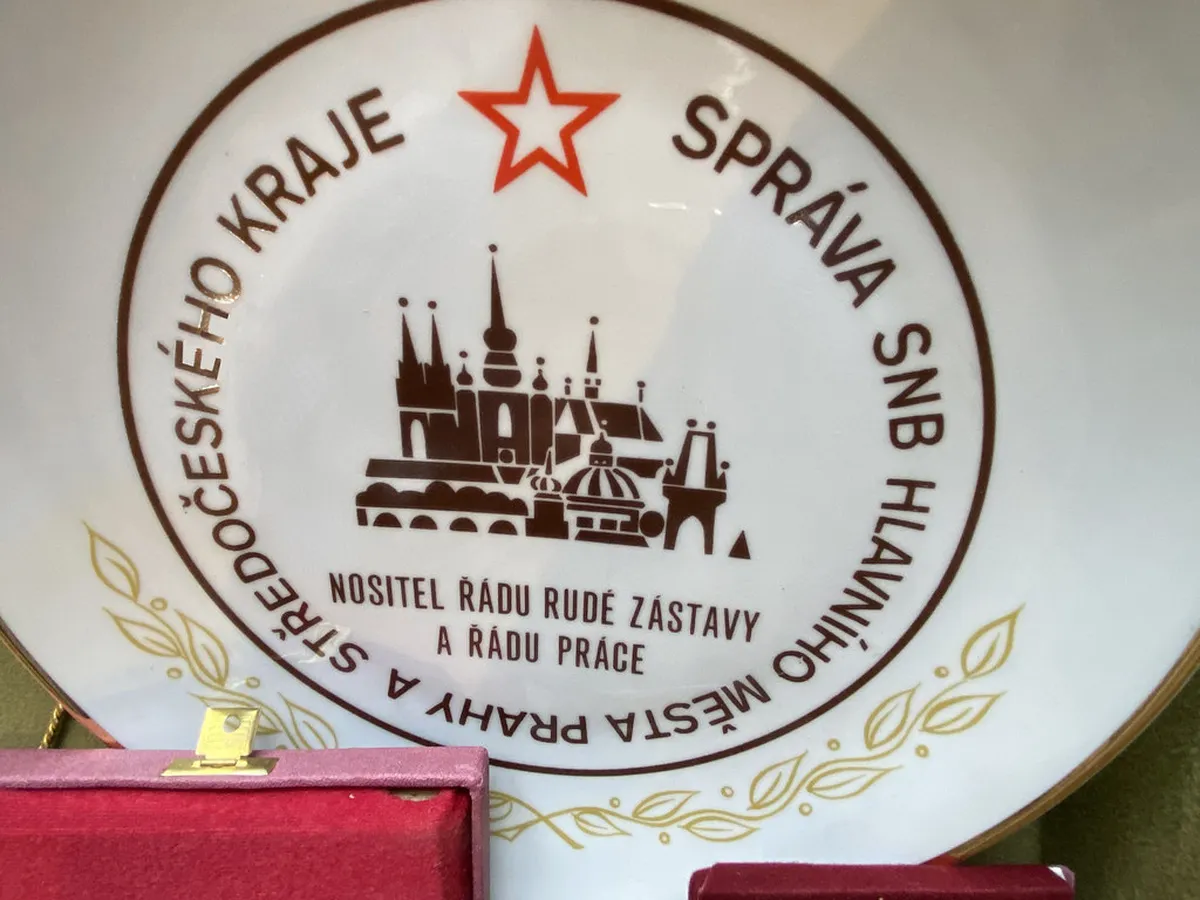 SPRÁVA SNB HLAVNÍHO MĚSTA PRAHY A STŘEDOČESKÉHO KRAJE
NOSITEL ŘÁDU RUDÉ ZÁSTAVY
A ŘÁDU PRÁCE